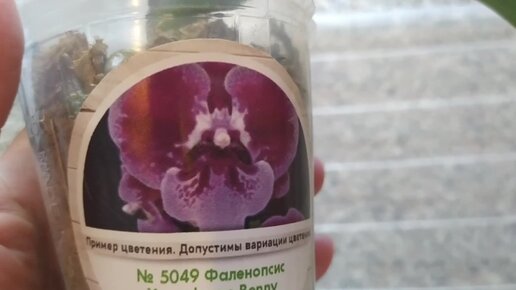 Пример цветения. Допустимы вариации цветения
№ 5049 Фаленопсис